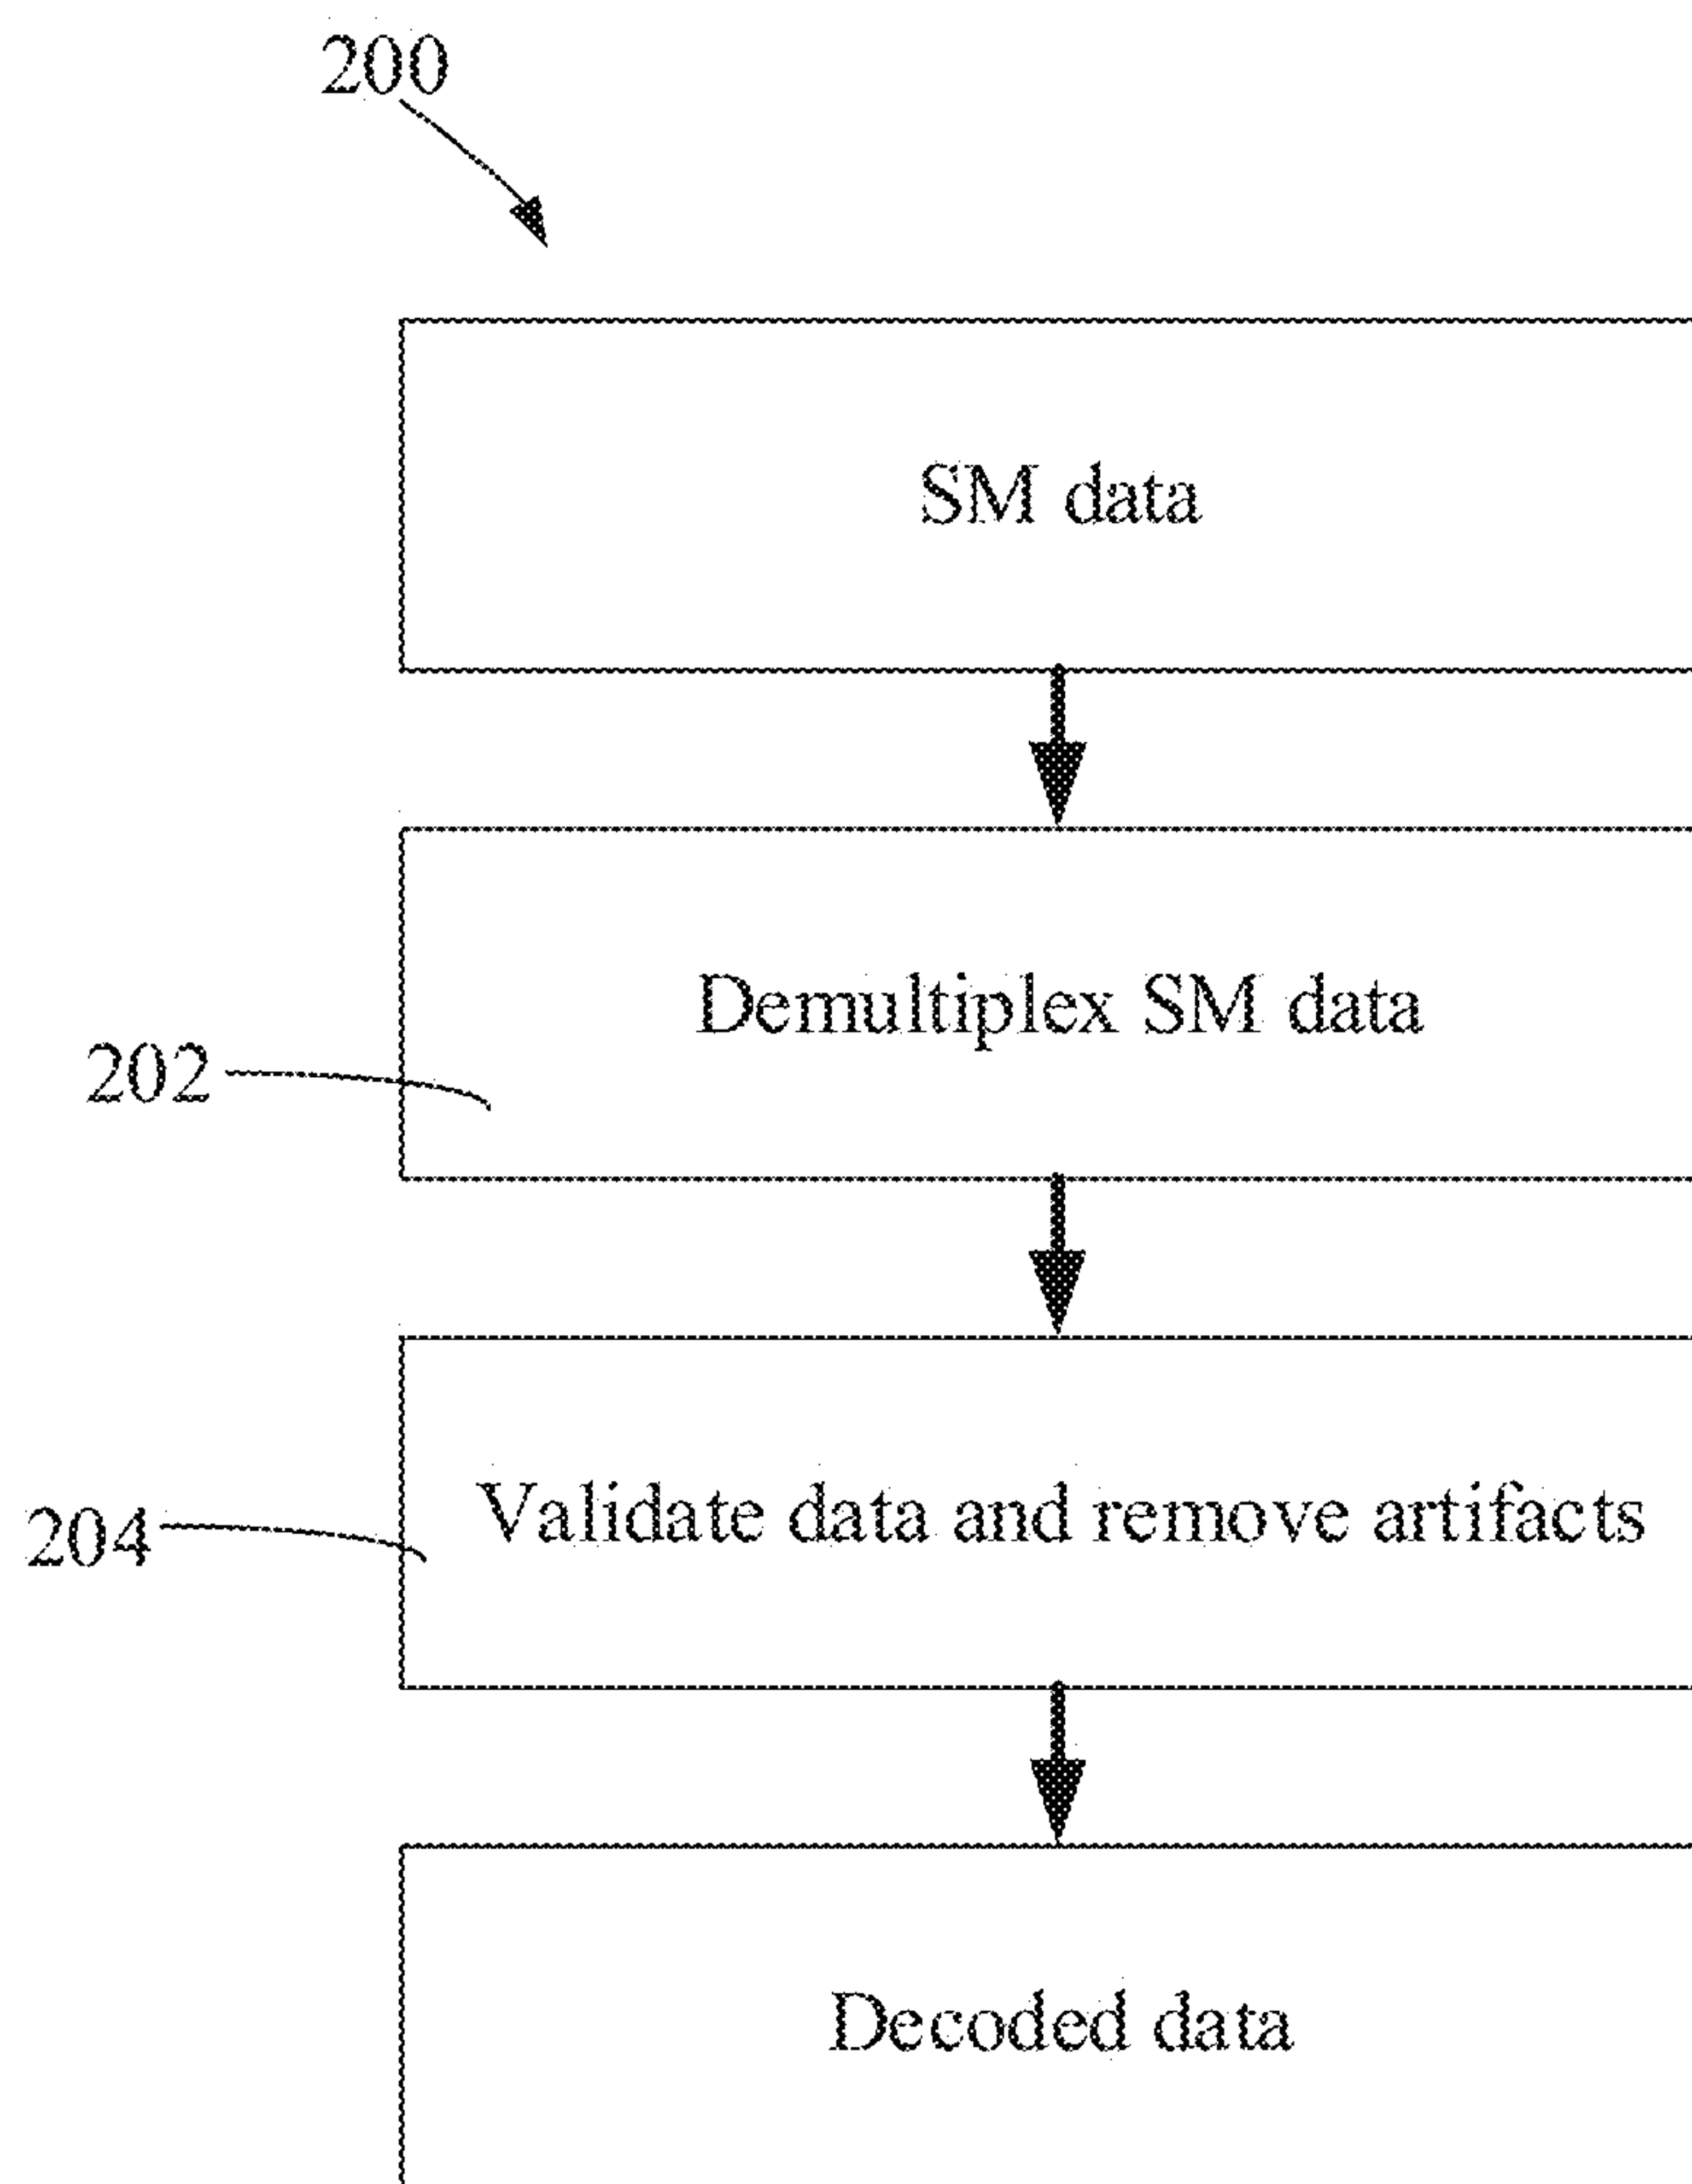 200
SM data
Demultiplex SM data
202
Validate data and remove artifacts
204
Decoded data